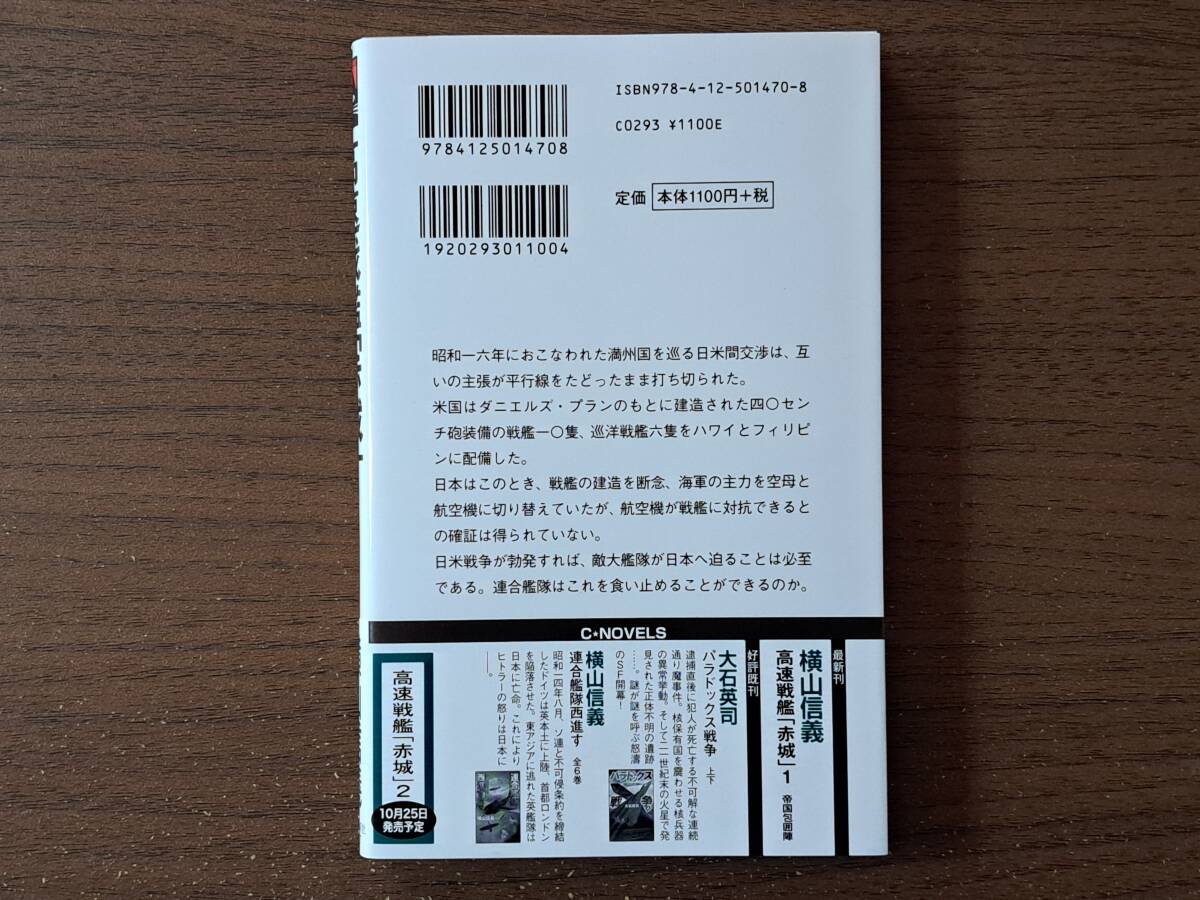 ISBN978-4-12-501470-8
C0293 ¥1100E
9784125014708
定価 本体1100円+税
1920293011004
昭和一六年におこなわれた満州国を巡る日米間交渉は、互
いの主張が平行線をたどったまま打ち切られた。
米国はダニエルズ・プランのもとに建造された四〇セン
チ砲装備の戦艦一〇隻、巡洋戦艦六隻をハワイとフィリピ
ンに配備した。
日本はこのとき、戦艦の建造を断念、海軍の主力を空母と
航空機に切り替えていたが、航空機が戦艦に対抗できると
の確証は得られていない。
日米戦争が勃発すれば、敵大艦隊が日本へ迫ることは必至
である。連合艦隊はこれを食い止めることができるのか。
C★NOVELS
最新刊
横山信義
高速戦艦「赤城」1 帝国包囲陣
好評既刊
大石英司
パラドックス戦争 上下
逮捕直後に犯人が死亡する不可解な連続
通り魔事件。核保有国を震わせる核兵器
の異常挙動。そして二一世紀末の火星で発
見された正体不明の遺跡
……。謎が謎を呼ぶ怒濤
のSF開幕!
パラドックス
戦争
横山信義
連合艦隊西進す 全6巻
昭和一四年八月、ソ連と不可侵条約を締結
したドイツは英本土に上陸、首都ロンドン
を陥落させた。東アジアに逃れた英艦隊は
日本に亡命。これにより
ヒトラーの怒りは日本に
――。
高速戦艦「赤城」2
10月25日
発売予定